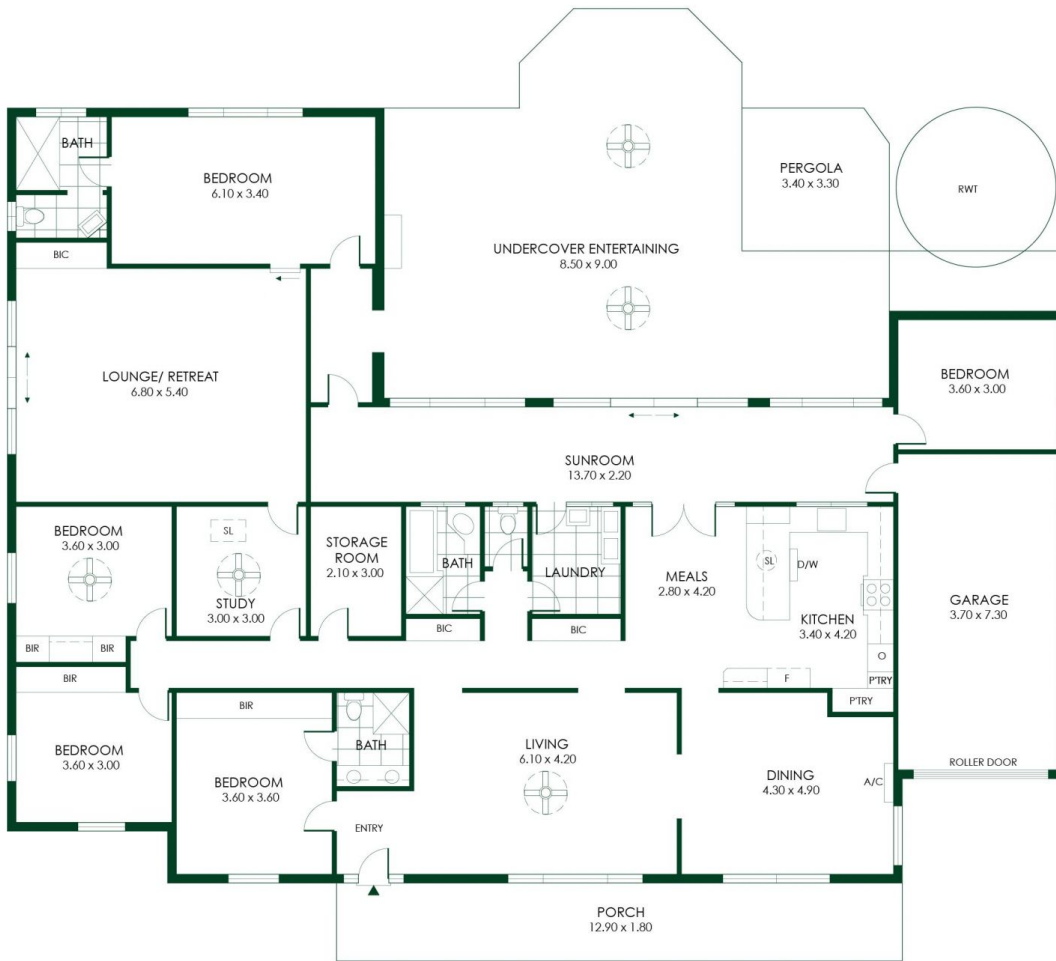 BATH
BEDROOM
6.10 x 3.40
PERGOLA
3.40 x 3.30
RWT
UNDERCOVER ENTERTAINING
8.50 x 9.00
BIC
LOUNGE/ RETREAT
6.80 x 5.40
BEDROOM
3.60 x 3.00
SUNROOM
13.70 x 2.20
BEDROOM
3.60 x 3.00
SL
STUDY
3.00 x 3.00
STORAGE
ROOM
2.10 x 3.00
BATH
LAUNDRY
MEALS
2.80 x 4.20
SL
D/W
KITCHEN
3.40 x 4.20
GARAGE
3.70 x 7.30
BIR
BIR
BIC
BIC
O
P'TRY
P'TRY
F
BIR
BEDROOM
3.60 x 3.00
BIR
BEDROOM
3.60 x 3.60
BATH
LIVING
6.10 x 4.20
DINING
4.30 x 4.90
A/C
ROLLER DOOR
ENTRY
PORCH
12.90 x 1.80